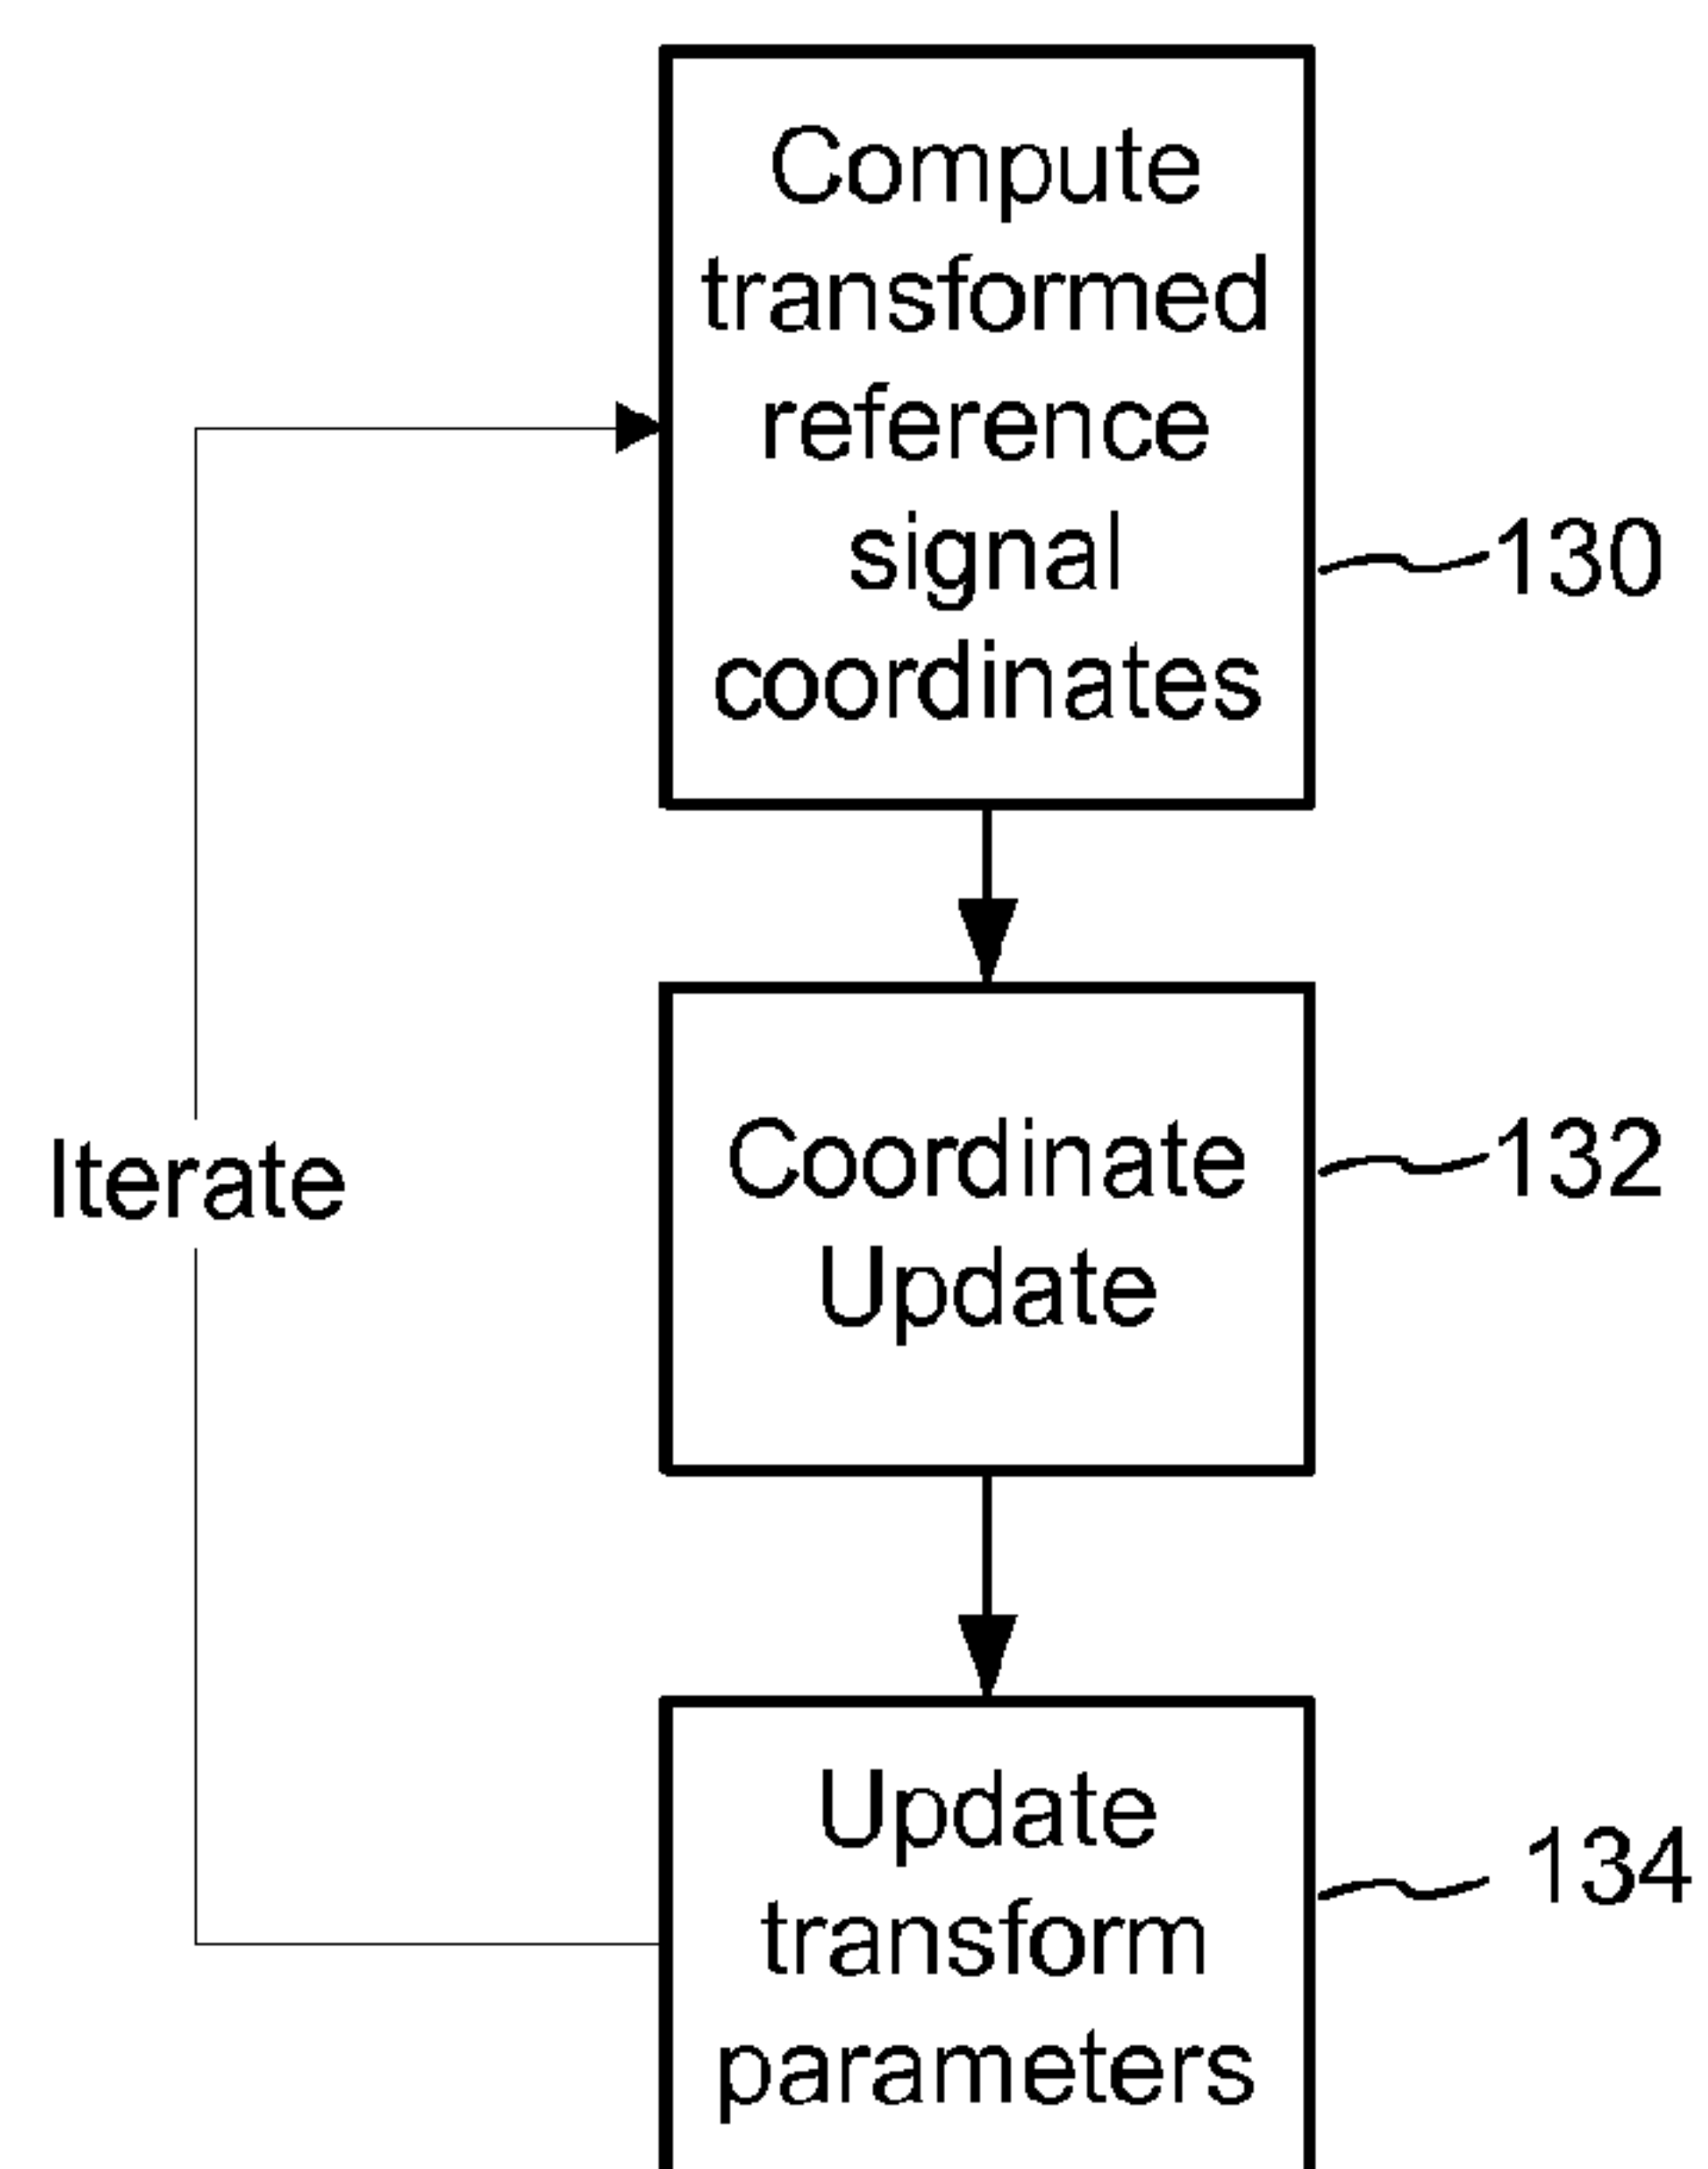 Compute
transformed
reference
signal
coordinates
130
Iterate
Coordinate
Update
132
Update
transform
parameters
134